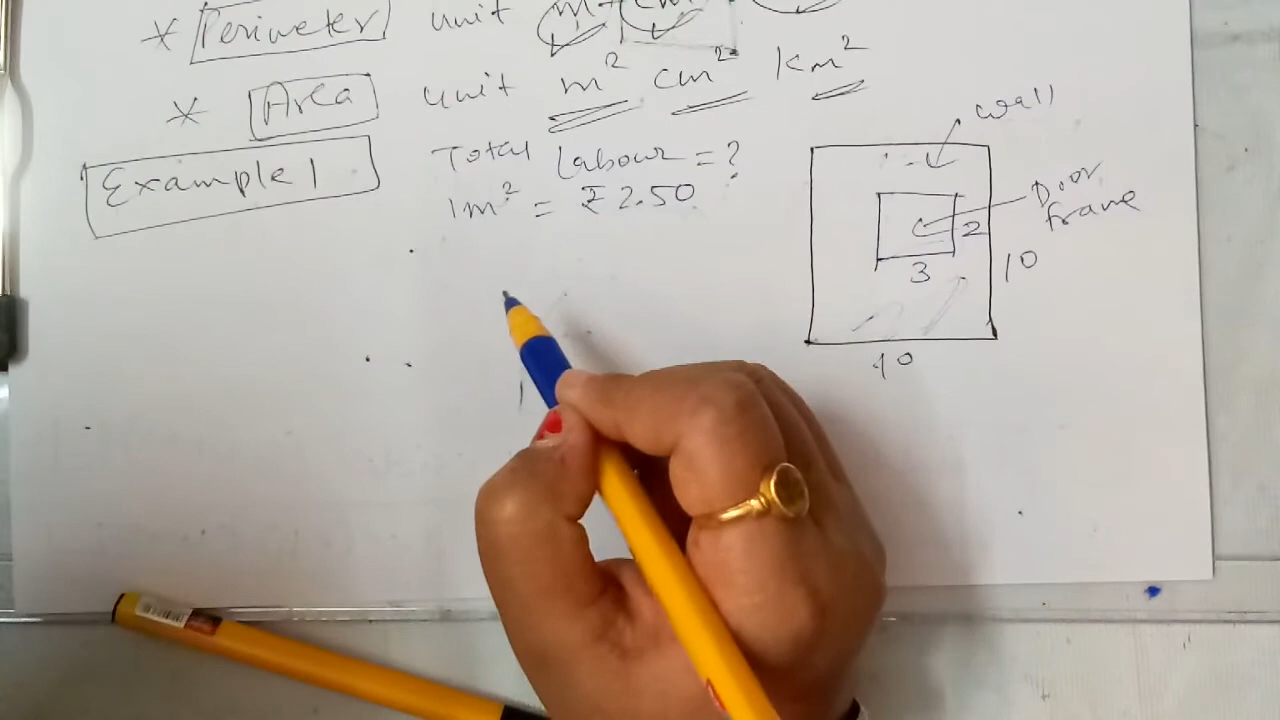 * Perimeter unit m cm
* Area unit m² cm² km²
Example 1
Total Labour = ?
1m² = ₹2.50
Wall
Door
frame
2
3
10
10